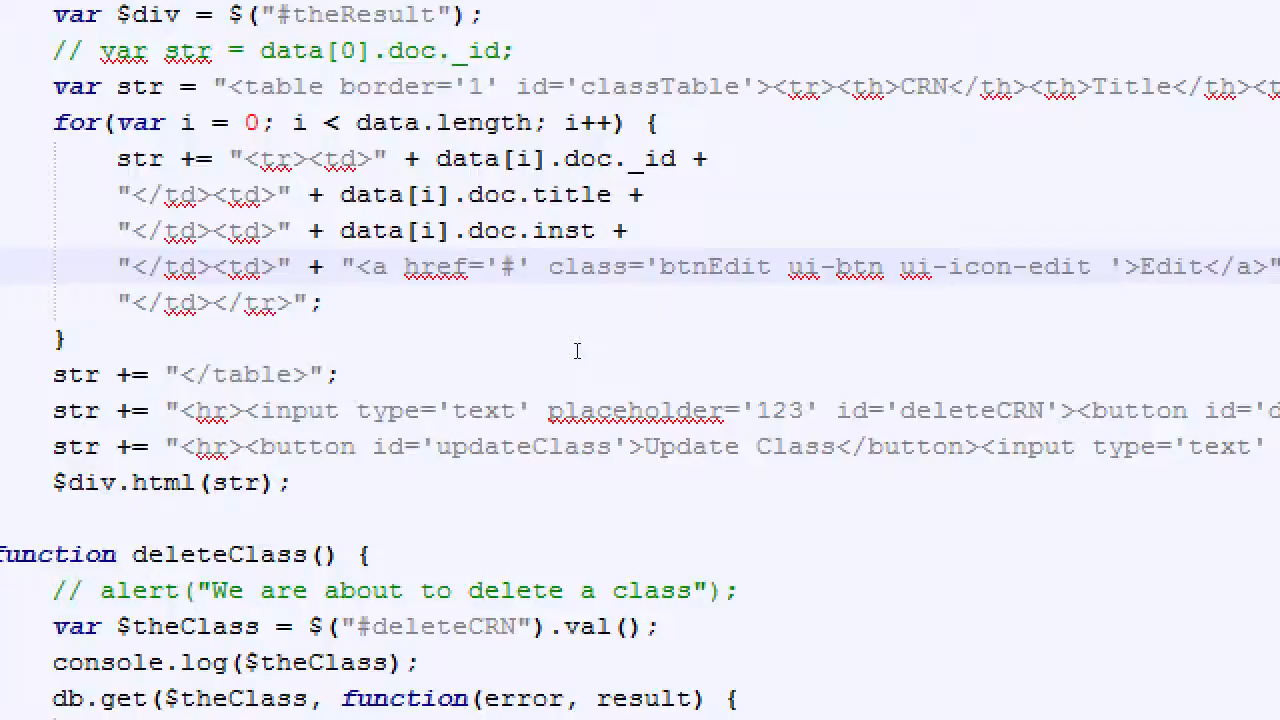 var $div = $("#theResult");
// var str = data[0].doc._id;
var str = "<table border='1' id='classTable'><tr><th>CRN</th><th>Title</th><t
for(var i = 0; i < data.length; i++) {
str += "<tr><td>" + data[i].doc._id +
"</td><td>" + data[i].doc.title +
"</td><td>" + data[i].doc.inst +
"</td><td>" + "<a href='#' class='btnEdit ui-btn ui-icon-edit '>Edit</a>"
"</td></tr>";
}
str += "</table>";
str += "<hr><input type='text' placeholder='123' id='deleteCRN'><button id='d
str += "<hr><button id='updateClass'>Update Class</button><input type='text'
$div.html(str);
function deleteClass() {
// alert("We are about to delete a class");
var $theClass = $("#deleteCRN").val();
console.log($theClass);
db.get($theClass, function(error, result) {